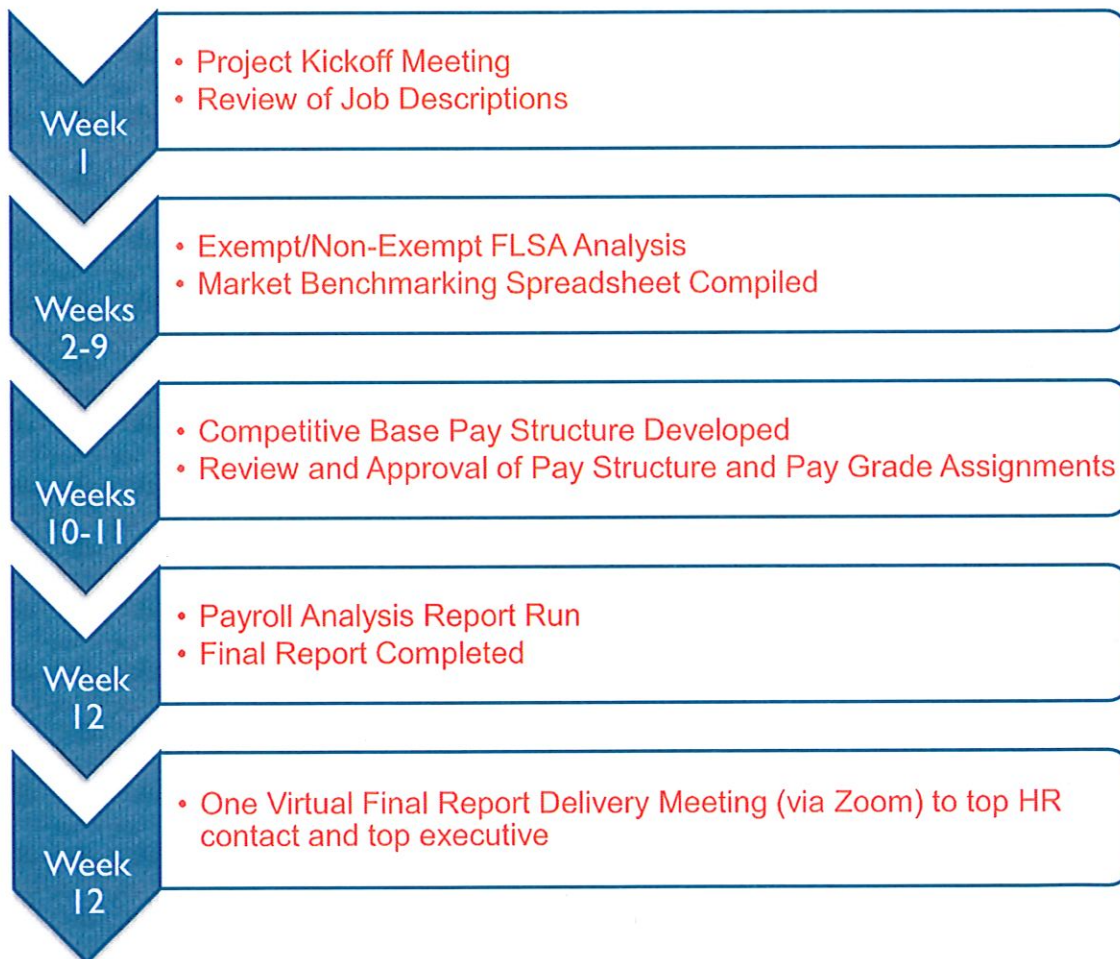 Week
1
• Project Kickoff Meeting
• Review of Job Descriptions
Weeks
2-9
• Exempt/Non-Exempt FLSA Analysis
• Market Benchmarking Spreadsheet Compiled
Weeks
10-11
• Competitive Base Pay Structure Developed
• Review and Approval of Pay Structure and Pay Grade Assignments
Week
12
• Payroll Analysis Report Run
• Final Report Completed
Week
12
• One Virtual Final Report Delivery Meeting (via Zoom) to top HR
contact and top executive